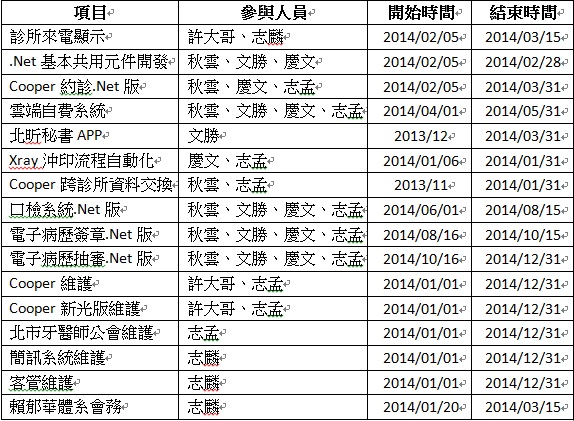 項目 參與人員 開始時間 結束時間
診所來電顯示 許大哥、志麟 2014/02/05 2014/03/15
.Net 基本共用元件開發 秋雲、文勝、慶文 2014/02/05 2014/02/28
Cooper 約診.Net 版 秋雲、慶文、志孟 2014/02/05 2014/03/31
雲端自費系統 秋雲、文勝、慶文、志孟 2014/04/01 2014/05/31
北昕秘書 APP 文勝 2013/12 2014/03/31
Xray 沖印流程自動化 慶文、志孟 2014/01/06 2014/01/31
Cooper 跨診所資料交換 秋雲、志孟 2013/11 2014/01/31
口檢系統.Net 版 秋雲、文勝、慶文、志孟 2014/06/01 2014/08/15
電子病歷簽章.Net 版 秋雲、文勝、慶文、志孟 2014/08/16 2014/10/15
電子病歷抽審.Net 版 秋雲、文勝、慶文、志孟 2014/10/16 2014/12/31
Cooper 維護 許大哥、志孟 2014/01/01 2014/12/31
Cooper 新光版維護 許大哥、志孟 2014/01/01 2014/12/31
北市牙醫師公會維護 志孟 2014/01/01 2014/12/31
簡訊系統維護 志麟 2014/01/01 2014/12/31
客管維護 志麟 2014/01/01 2014/12/31
賴郁華體系會務 志麟 2014/01/20 2014/03/15